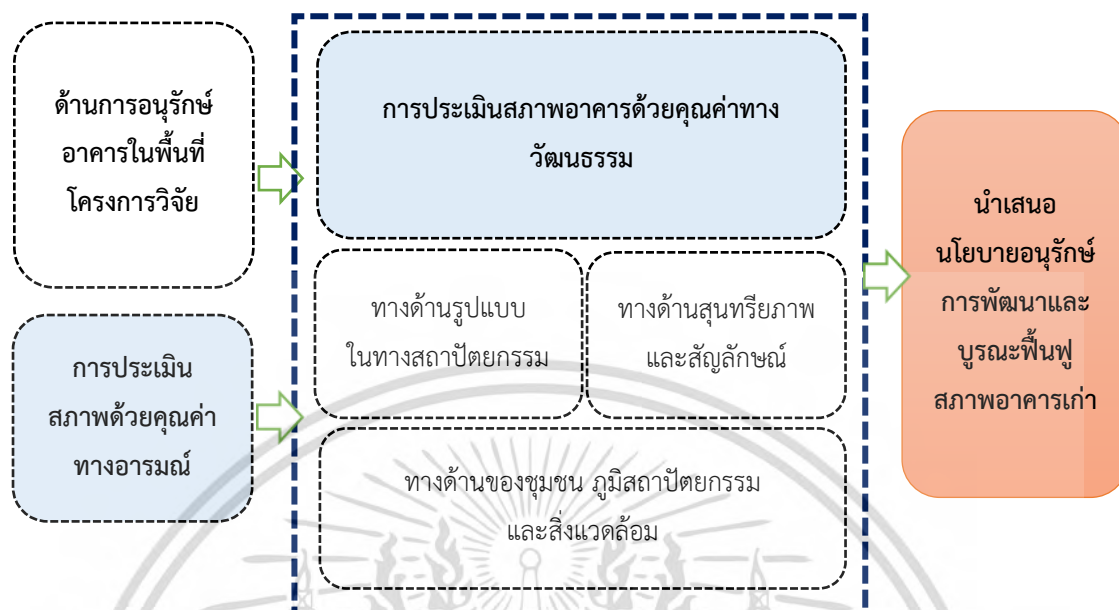 ด้านการอนุรักษ์
อาคารในพื้นที่
โครงการวิจัย
การประเมิน
สภาพด้วยคุณค่า
ทางอารมณ์
การประเมินสภาพอาคารด้วยคุณค่าทาง
วัฒนธรรม
ทางด้านรูปแบบ
ในทางสถาปัตยกรรม
ทางด้านสุนทรียภาพ
และสัญลักษณ์
ทางด้านของชุมชน ภูมิสถาปัตยกรรม
และสิ่งแวดล้อม
นำเสนอ
นโยบายอนุรักษ์
การพัฒนาและ
บูรณะฟื้นฟู
สภาพอาคารเก่า